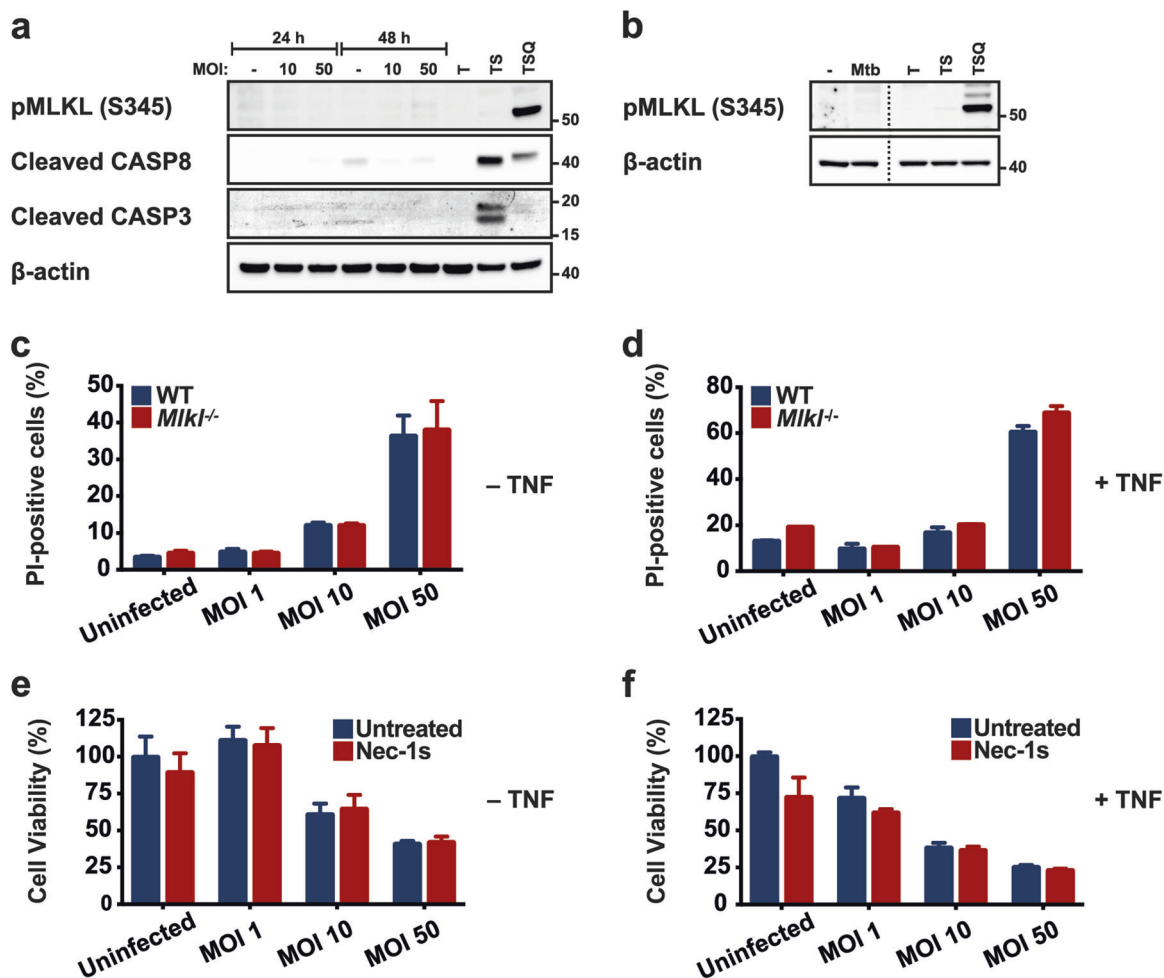 a
24 h 48 h
MOI: - 10 50 - 10 50 T TS TSQ
pMLKL (S345)
50
Cleaved CASP8
40
Cleaved CASP3
20
15
β-actin
40
b
- Mtb T TS TSQ
pMLKL (S345)
50
β-actin
40
c
PI-positive cells (%)
50
40
30
20
10
0
WT
Mlkl-/-
– TNF
Uninfected MOI 1 MOI 10 MOI 50
d
PI-positive cells (%)
80
60
40
20
0
WT
Mlkl-/-
+ TNF
Uninfected MOI 1 MOI 10 MOI 50
e
Cell Viability (%)
125
100
75
50
25
0
Untreated
Nec-1s
– TNF
Uninfected MOI 1 MOI 10 MOI 50
f
Cell Viability (%)
125
100
75
50
25
0
Untreated
Nec-1s
+ TNF
Uninfected MOI 1 MOI 10 MOI 50